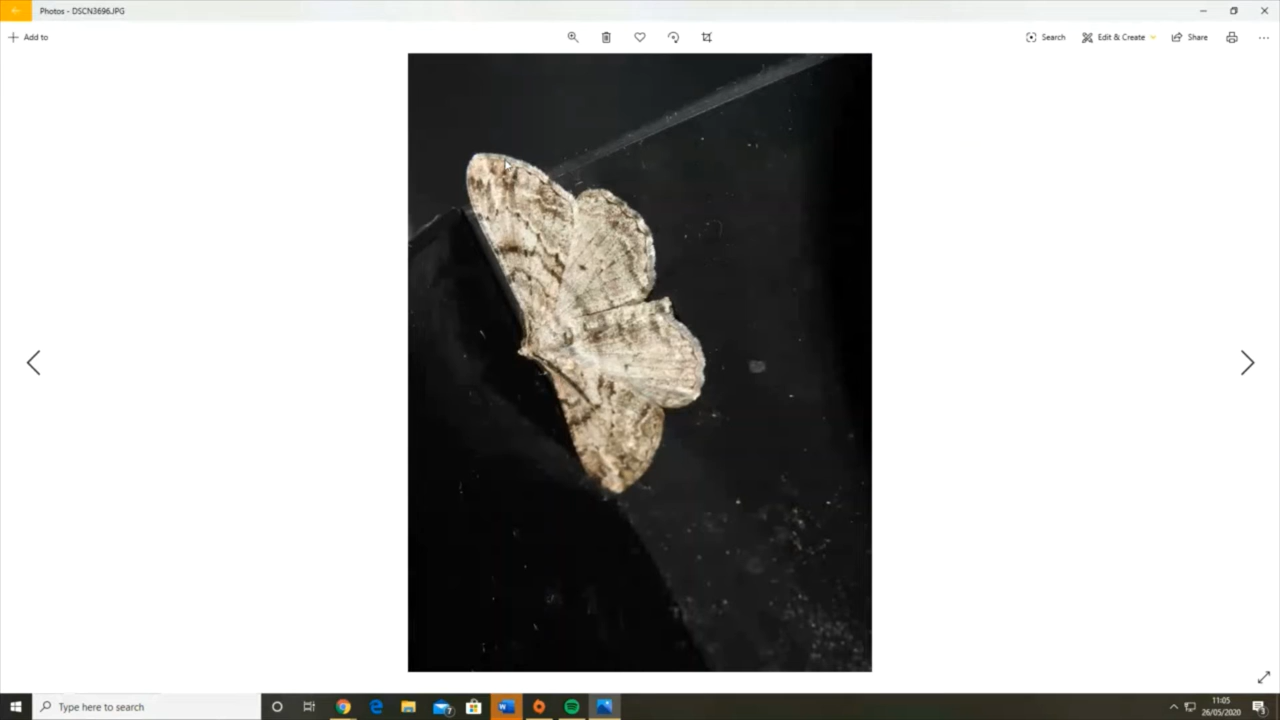 Photos - DSCN3696.JPG
Add to
Search
Edit & Create
Share
Type here to search
11:05
26/05/2020